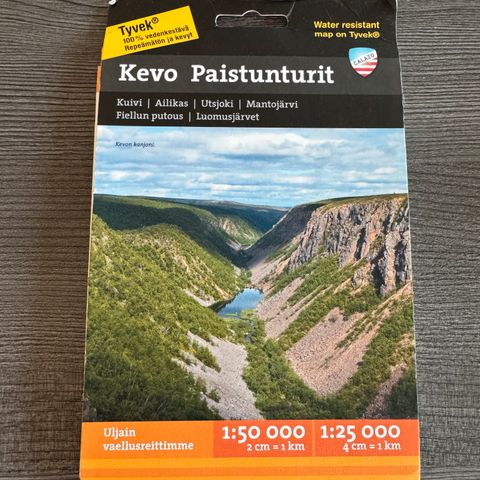 Tyvek®
100% vedenkestävä
Repeämätön ja kevyt
Water resistant
map on Tyvek®
CALAZO
Kevo Paistunturit
Kuivi | Ailikas | Utsjoki | Mantojärvi
Fiellun putous | Luomusjärvet
Kevon kanjoni.
Uljain
vaellusreittimme
1:50 000
2 cm = 1 km
1:25 000
4 cm = 1 km